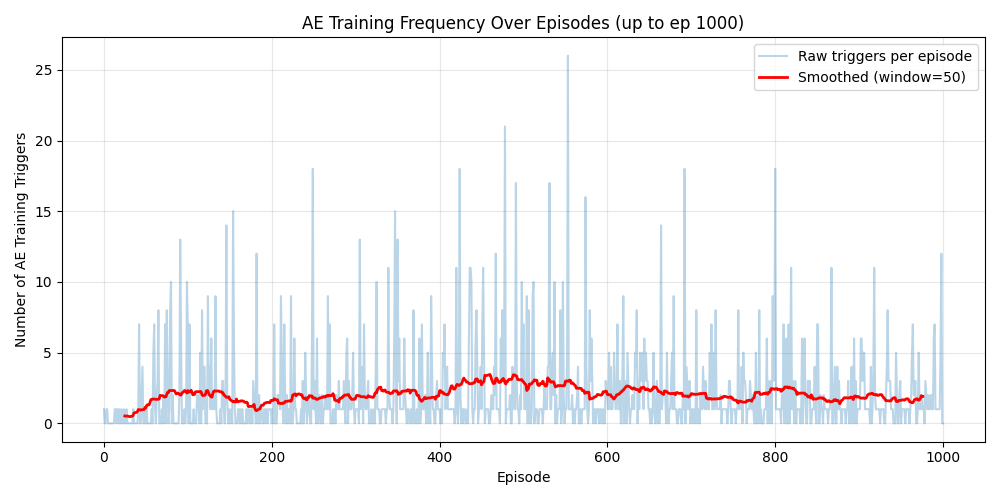 AE Training Frequency Over Episodes (up to ep 1000)
Raw triggers per episode
Smoothed (window=50)
Number of AE Training Triggers
25
20
15
10
5
0
0 200 400 600 800 1000
Episode